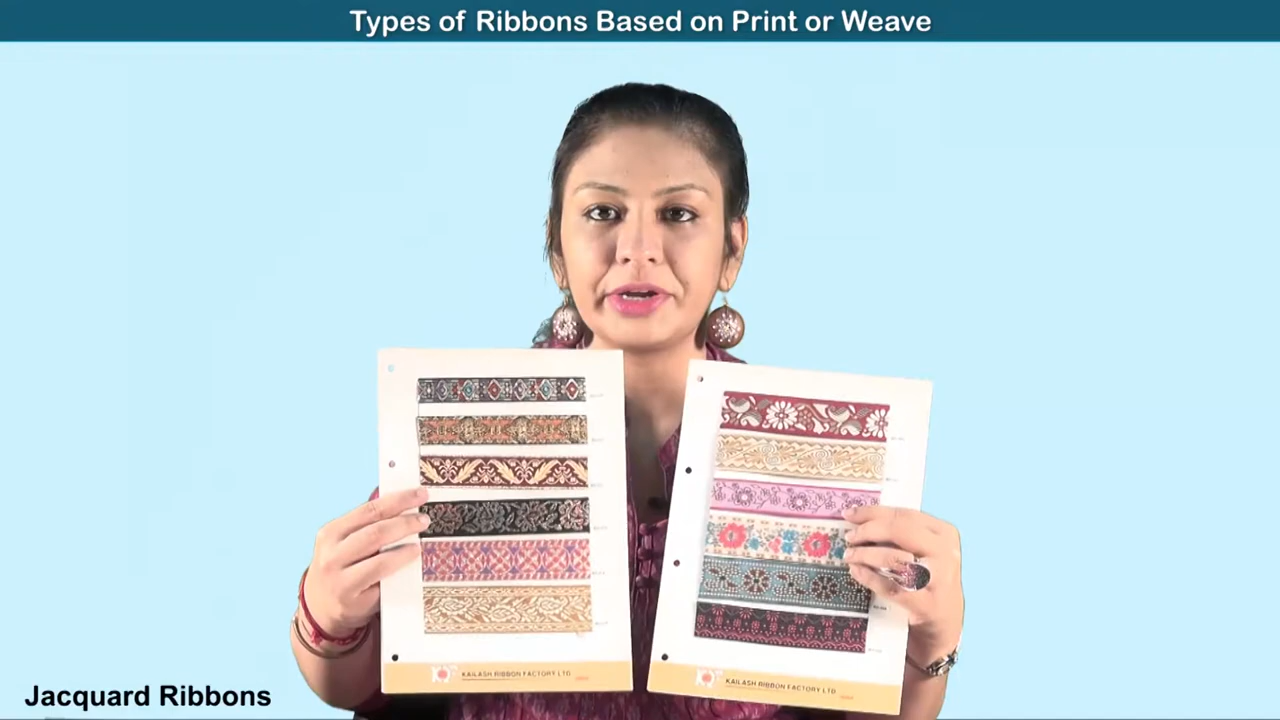 Types of Ribbons Based on Print or Weave
KAILASH RIBBON FACTORY LTD
KAILASH RIBBON FACTORY LTD
Jacquard Ribbons